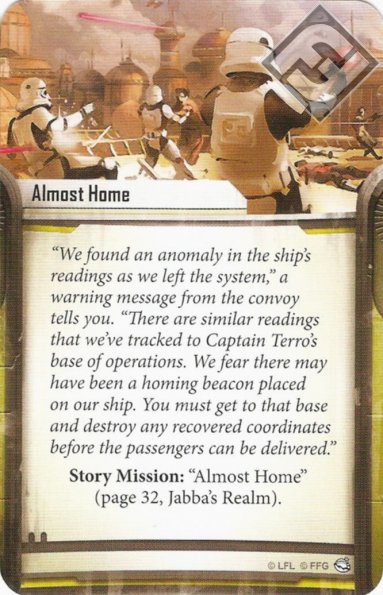 Almost Home
“We found an anomaly in the ship’s
readings as we left the system,” a
warning message from the convoy
tells you. “There are similar readings
that we’ve tracked to Captain Terro’s
base of operations. We fear there may
have been a homing beacon placed
on our ship. You must get to that base
and destroy any recovered coordinates
before the passengers can be delivered.”
Story Mission: “Almost Home”
(page 32, Jabba’s Realm).
© LFL © FFG